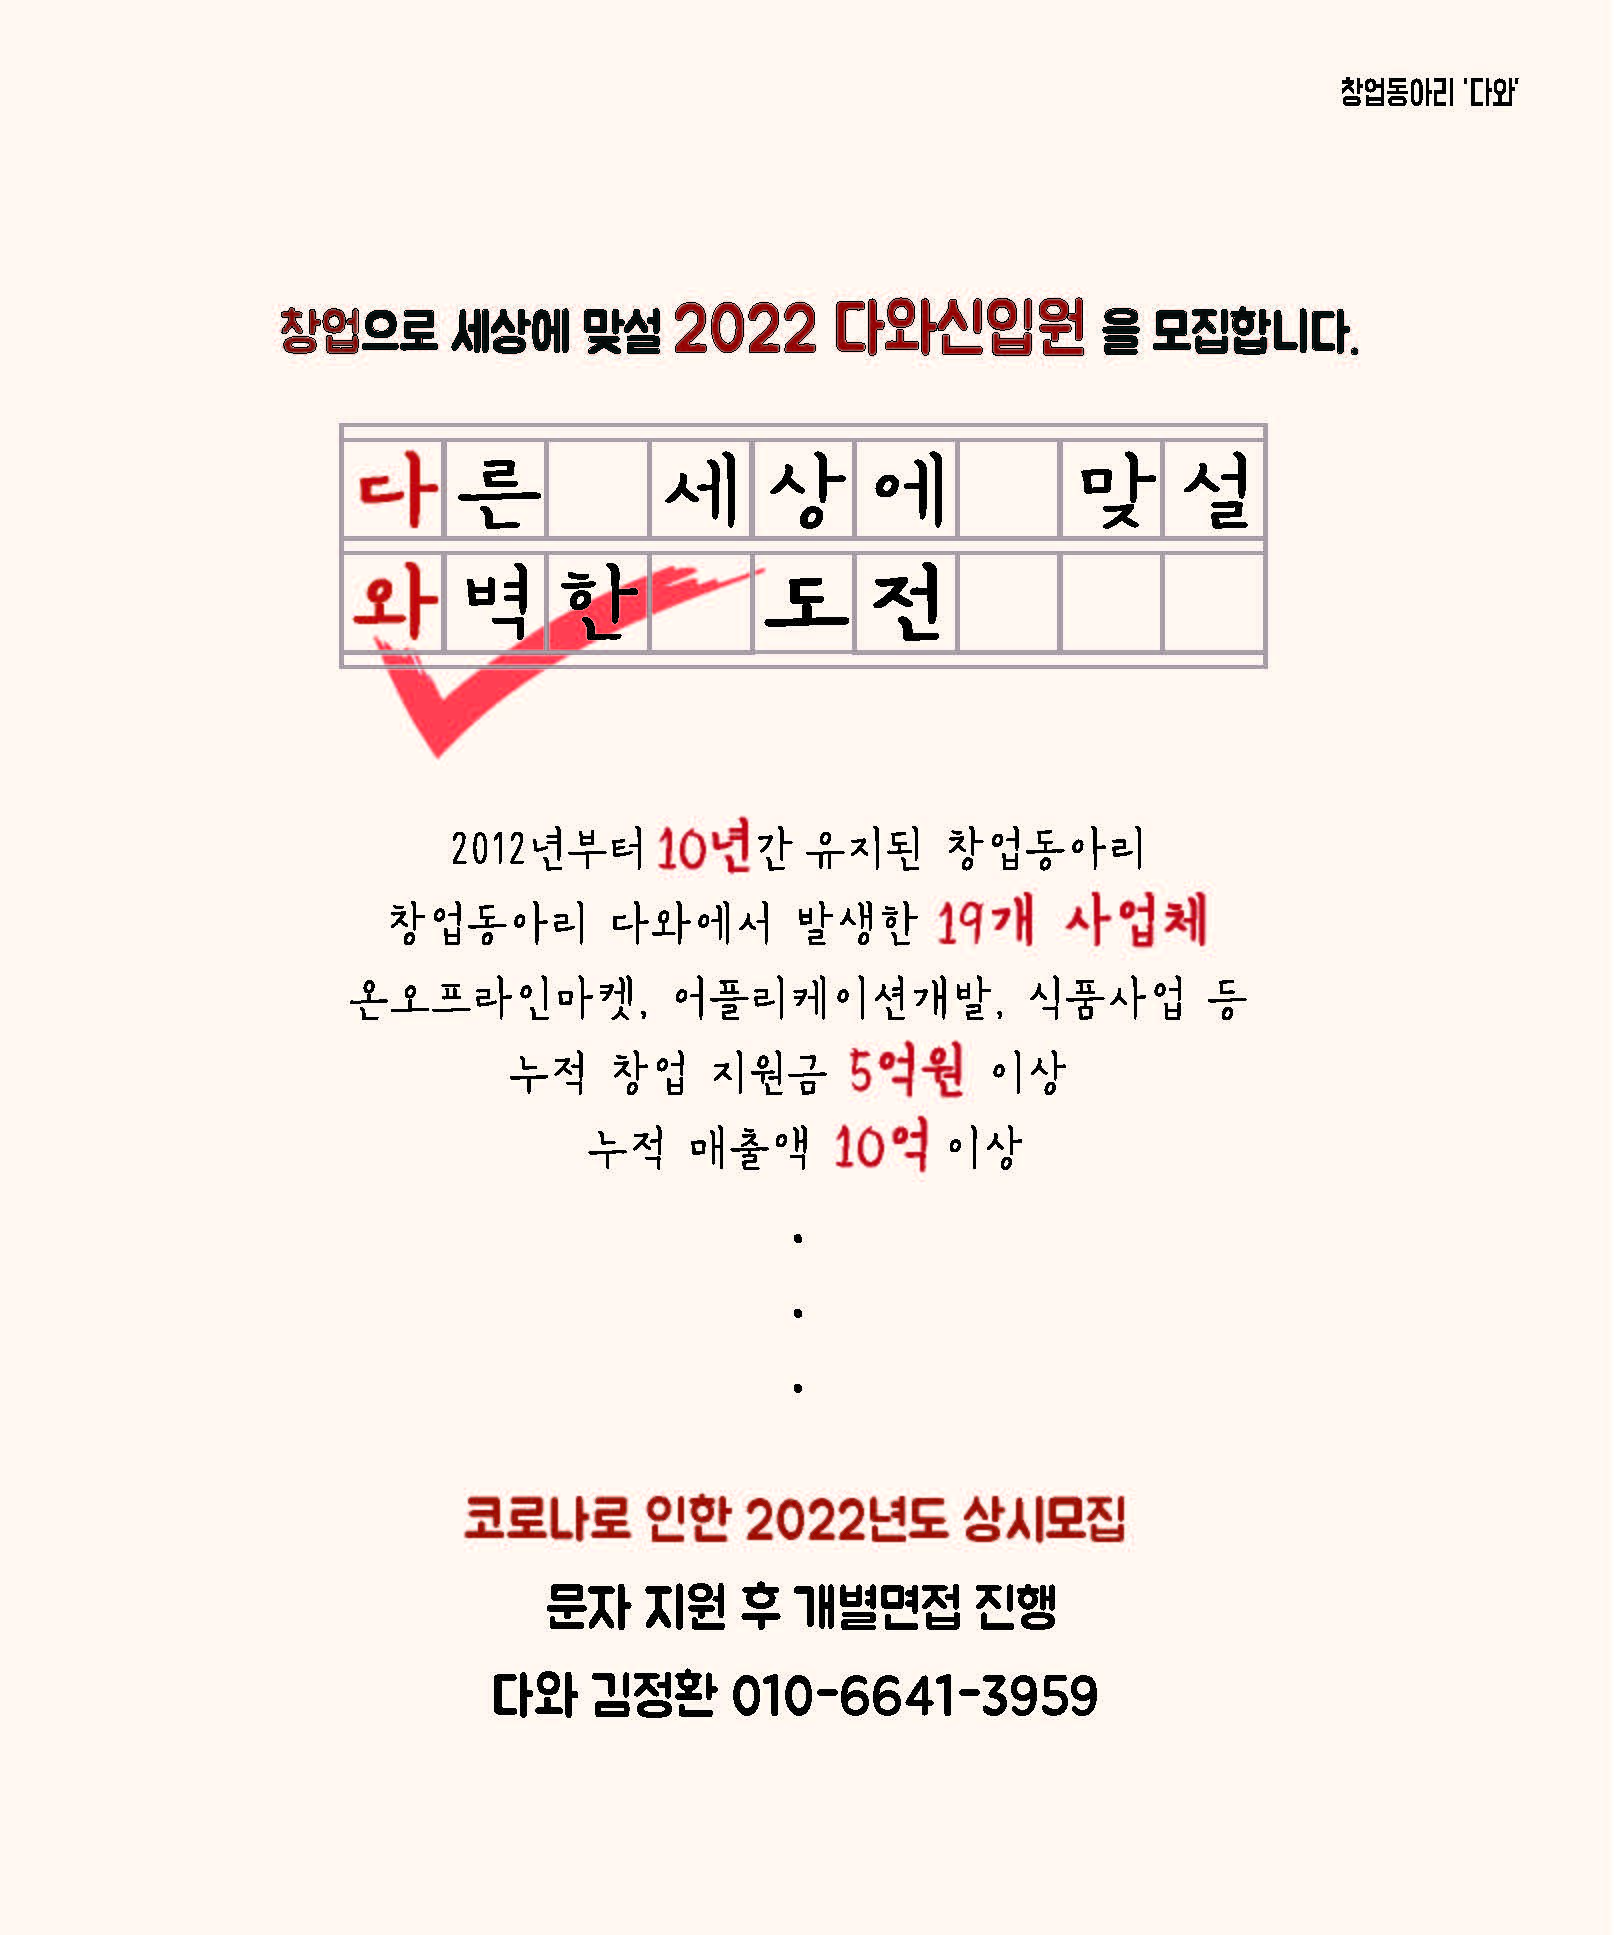 창업동아리 '다와'
창업으로 세상에 맞설 2022 다와신입원 을 모집합니다.
다른 세상에 맞설
와벽한 도전
2012년부터 10년간 유지된 창업동아리
창업동아리 다와에서 발생한 19개 사업체
온오프라인마켓, 어플리케이션개발, 식품사업 등
누적 창업 지원금 5억원 이상
누적 매출액 10억 이상
.
.
.
코로나로 인한 2022년도 상시모집
문자 지원 후 개별면접 진행
다와 김정환 010-6641-3959